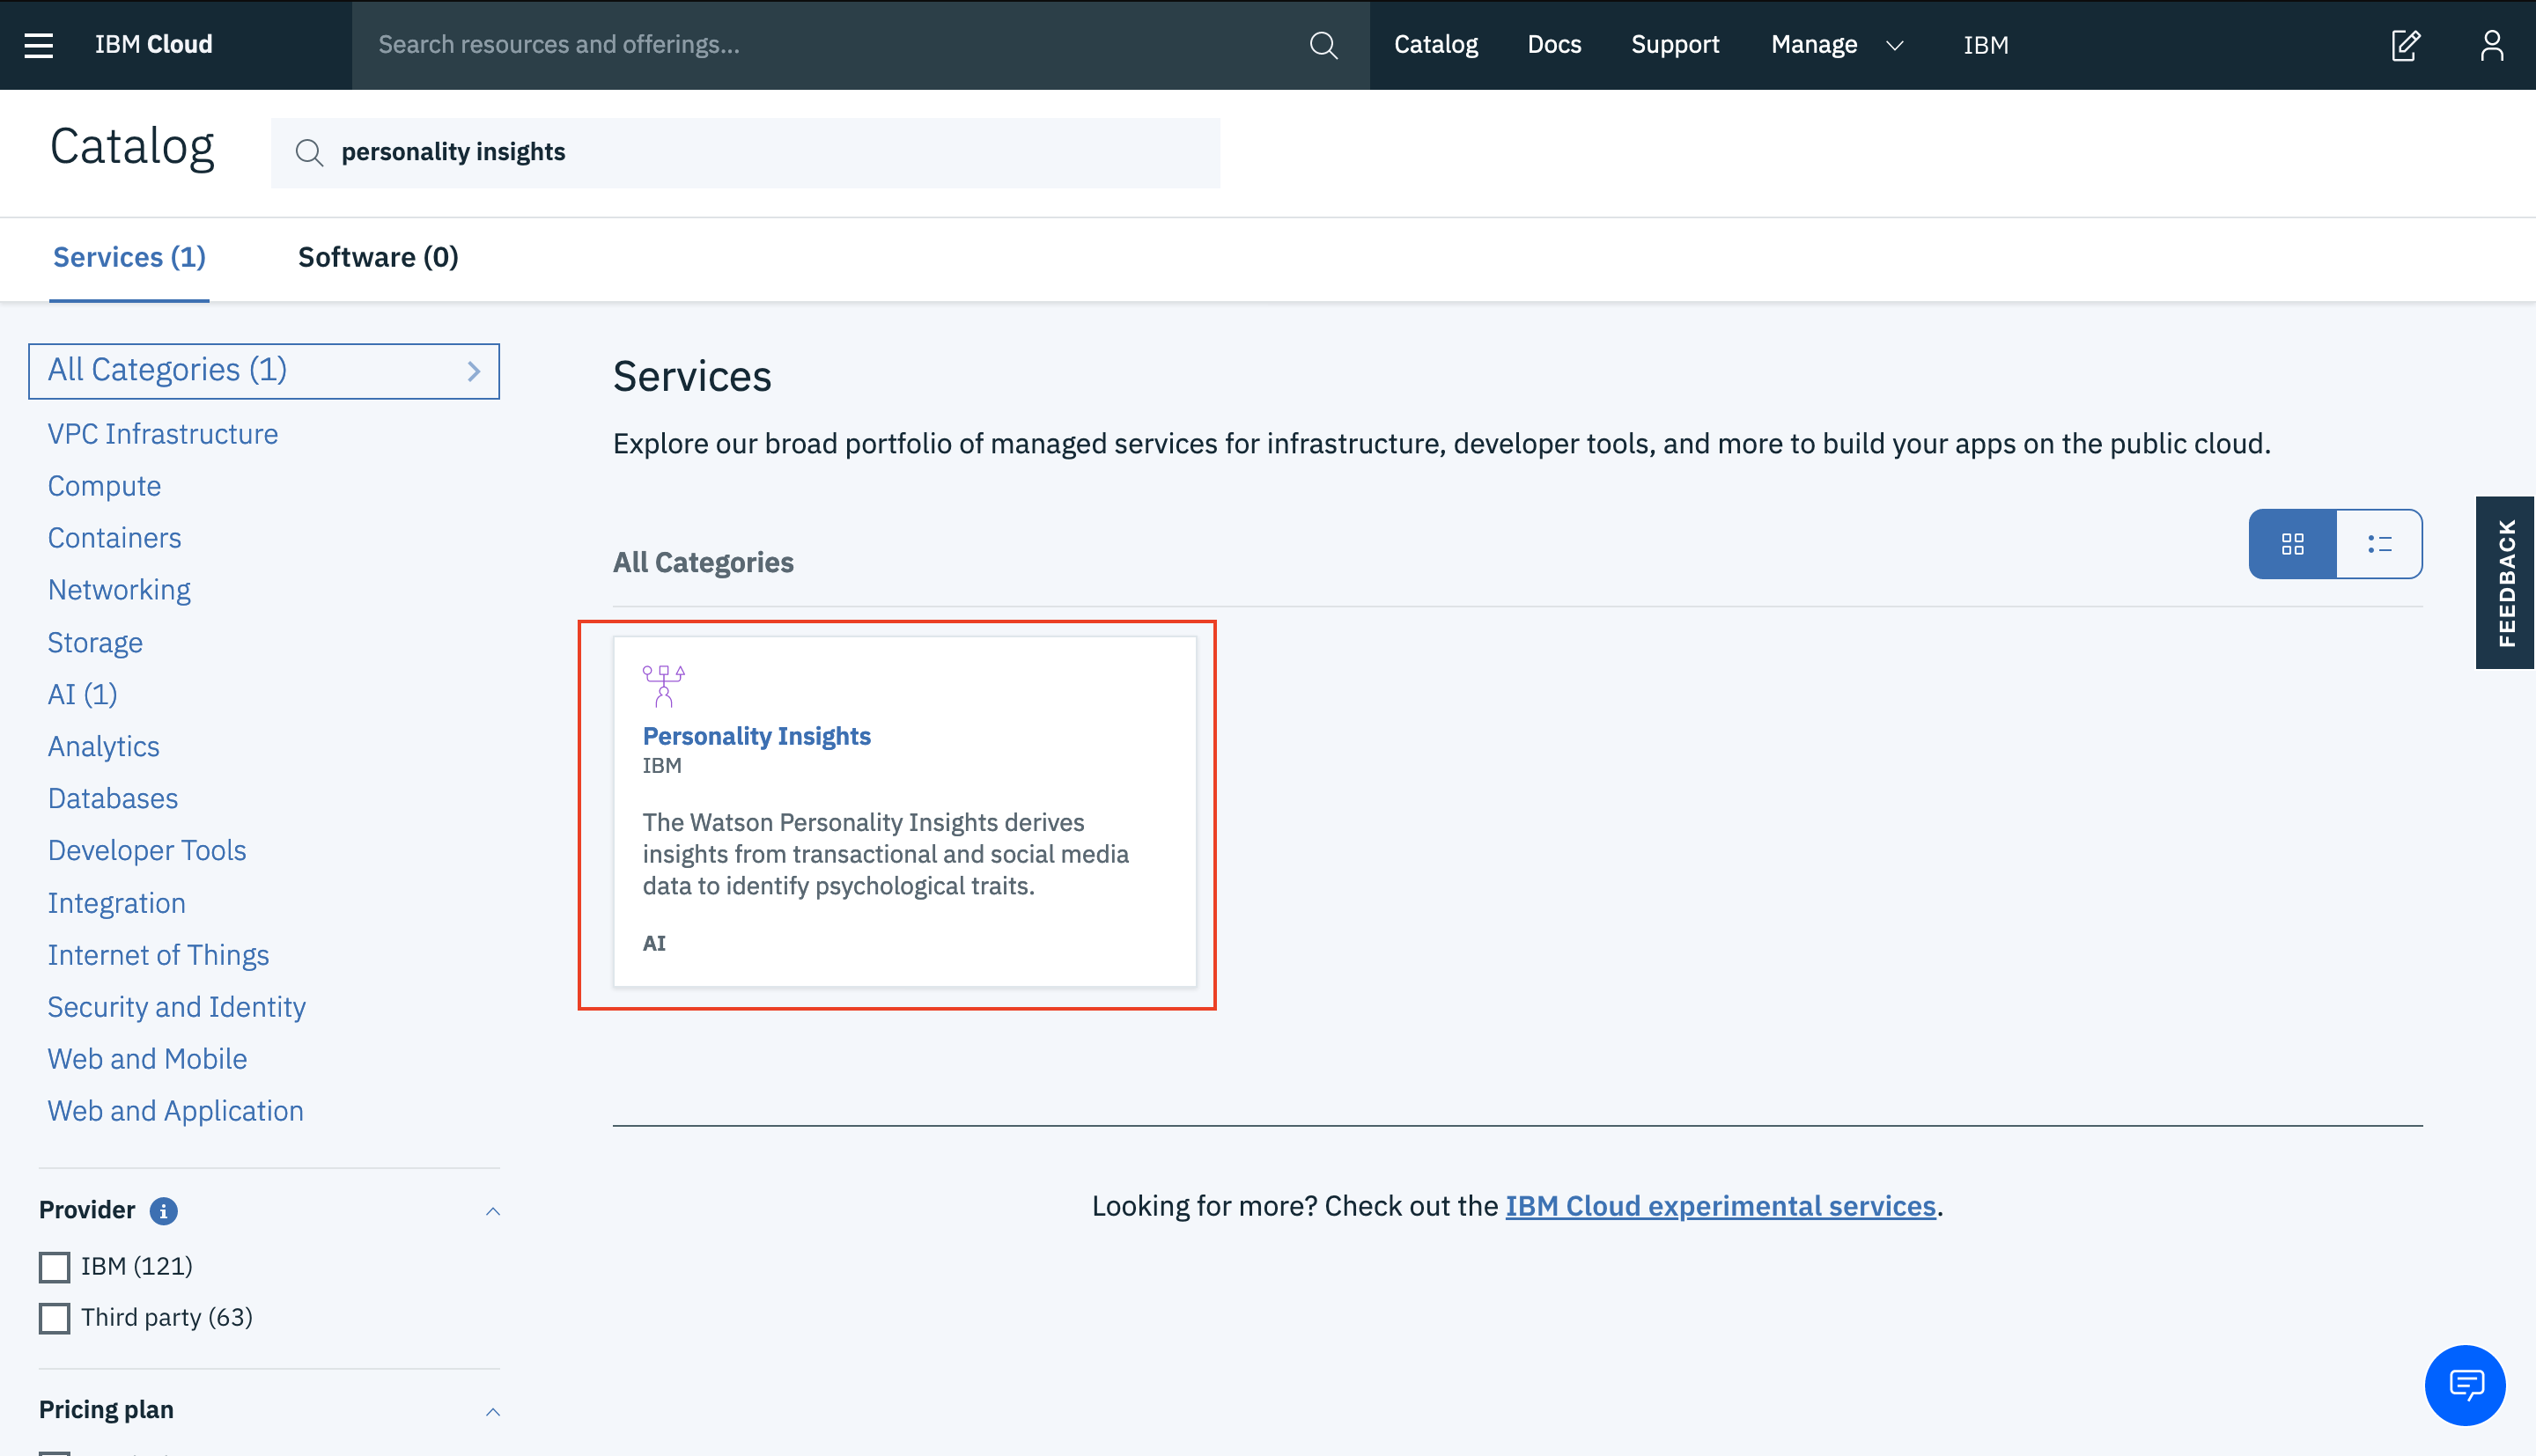 IBM Cloud
Search resources and offerings...
Catalog
Docs
Support
Manage
IBM
Catalog
personality insights
Services (1)
Software (0)
All Categories (1)
VPC Infrastructure
Compute
Containers
Networking
Storage
AI (1)
Analytics
Databases
Developer Tools
Integration
Internet of Things
Security and Identity
Web and Mobile
Web and Application
Provider
IBM (121)
Third party (63)
Pricing plan
Services
Explore our broad portfolio of managed services for infrastructure, developer tools, and more to build your apps on the public cloud.
All Categories
Personality Insights
IBM
The Watson Personality Insights derives
insights from transactional and social media
data to identify psychological traits.
AI
Looking for more? Check out the IBM Cloud experimental services.
FEEDBACK